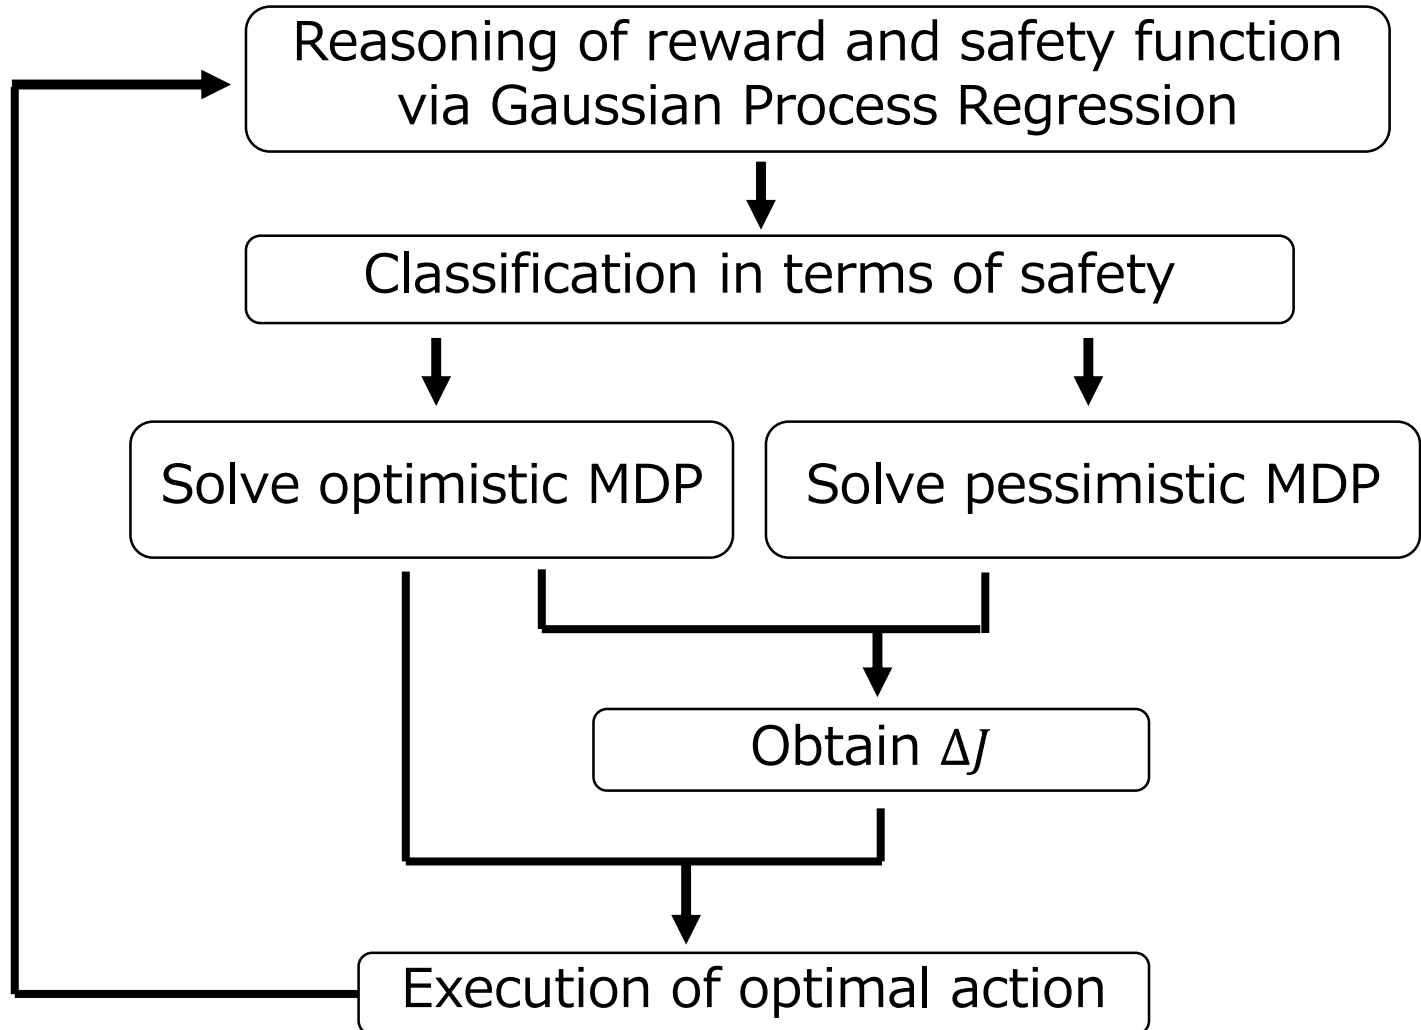 Reasoning of reward and safety function
via Gaussian Process Regression
Classification in terms of safety
Solve optimistic MDP
Solve pessimistic MDP
Obtain ΔJ
Execution of optimal action